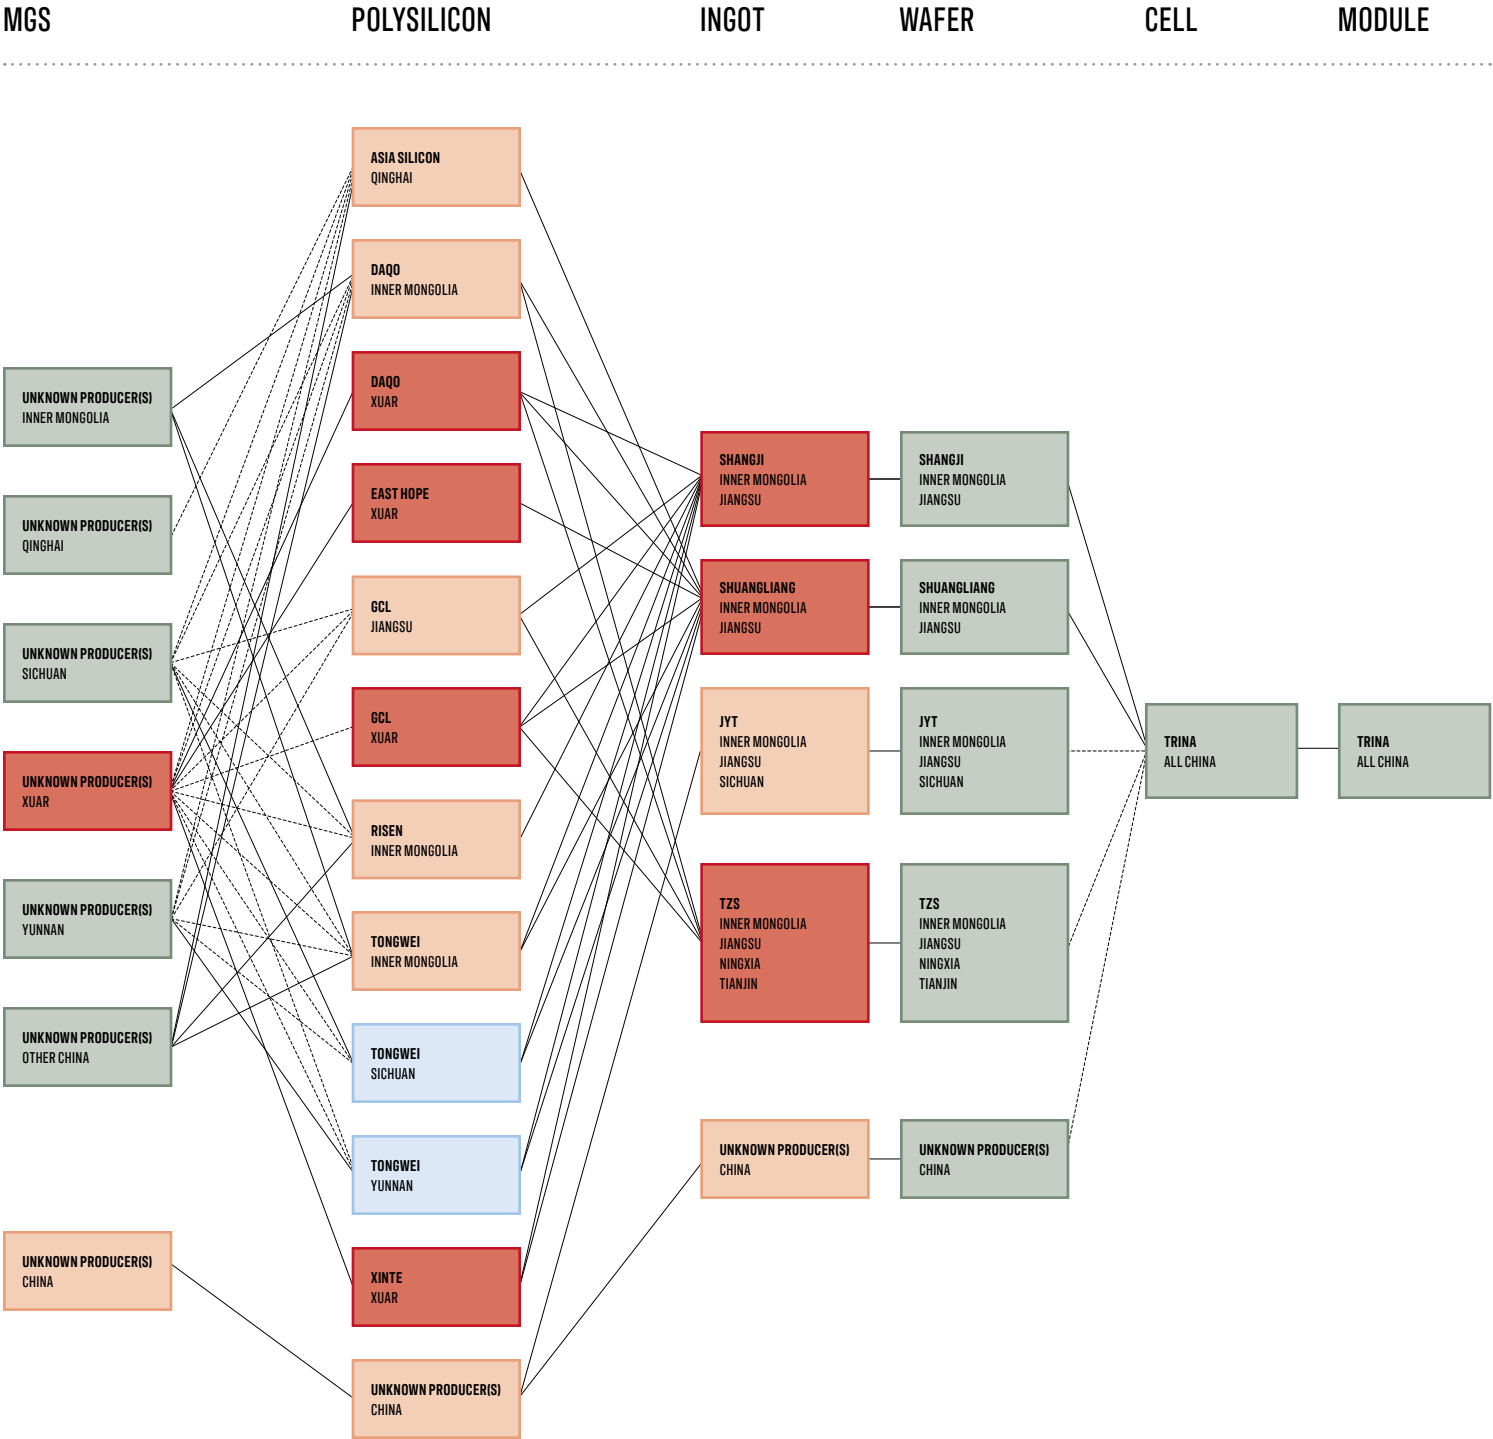 MGS
POLYSILICON
INGOT
WAFER
CELL
MODULE
UNKNOWN PRODUCER(S)
INNER MONGOLIA
UNKNOWN PRODUCER(S)
QINGHAI
UNKNOWN PRODUCER(S)
SICHUAN
UNKNOWN PRODUCER(S)
XUAR
UNKNOWN PRODUCER(S)
YUNNAN
UNKNOWN PRODUCER(S)
OTHER CHINA
UNKNOWN PRODUCER(S)
CHINA
ASIA SILICON
QINGHAI
DAQO
INNER MONGOLIA
DAQO
XUAR
EAST HOPE
XUAR
GCL
JIANGSU
GCL
XUAR
RISEN
INNER MONGOLIA
TONGWEI
INNER MONGOLIA
TONGWEI
SICHUAN
TONGWEI
YUNNAN
XINTE
XUAR
UNKNOWN PRODUCER(S)
CHINA
SHANGJI
INNER MONGOLIA
JIANGSU
SHUANGLIANG
INNER MONGOLIA
JIANGSU
JYT
INNER MONGOLIA
JIANGSU
SICHUAN
TZS
INNER MONGOLIA
JIANGSU
NINGXIA
TIANJIN
UNKNOWN PRODUCER(S)
CHINA
SHANGJI
INNER MONGOLIA
JIANGSU
SHUANGLIANG
INNER MONGOLIA
JIANGSU
JYT
INNER MONGOLIA
JIANGSU
SICHUAN
TZS
INNER MONGOLIA
JIANGSU
NINGXIA
TIANJIN
UNKNOWN PRODUCER(S)
CHINA
TRINA
ALL CHINA
TRINA
ALL CHINA